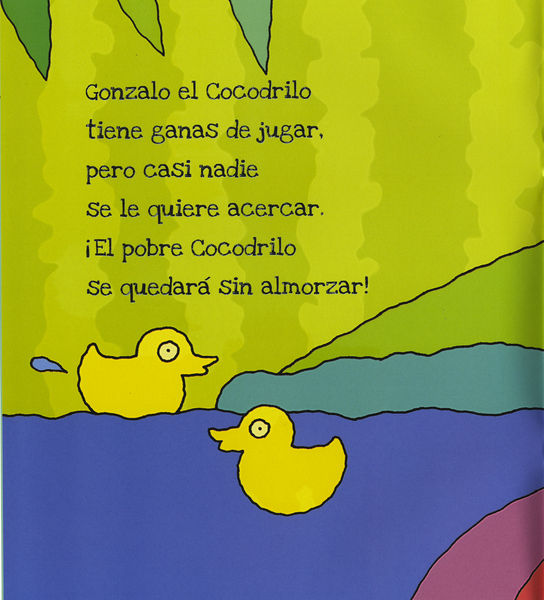 Gonzalo el Cocodrilo
tiene ganas de jugar,
pero casi nadie
se le quiere acercar.
¡El pobre Cocodrilo
se quedará sin almorzar!